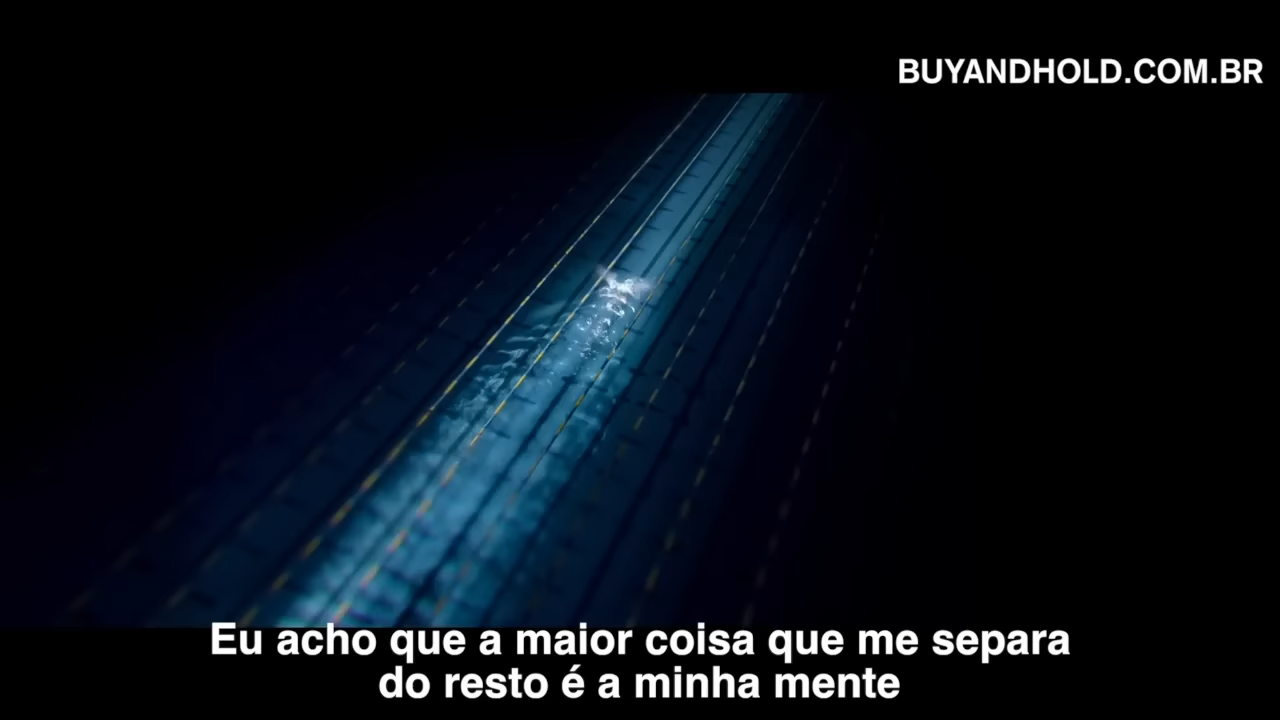 BUYANDHOLD.COM.BR
Eu acho que a maior coisa que me separa
do resto é a minha mente